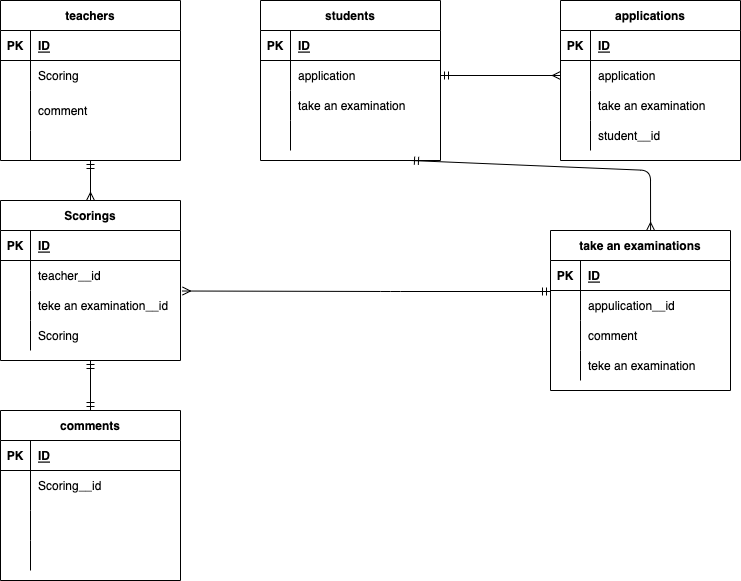 teachers
PK ID
Scoring
comment
students
PK ID
application
take an examination
applications
PK ID
application
take an examination
student__id
Scorings
PK ID
teacher__id
teke an examination__id
Scoring
take an examinations
PK ID
appulication__id
comment
teke an examination
comments
PK ID
Scoring__id